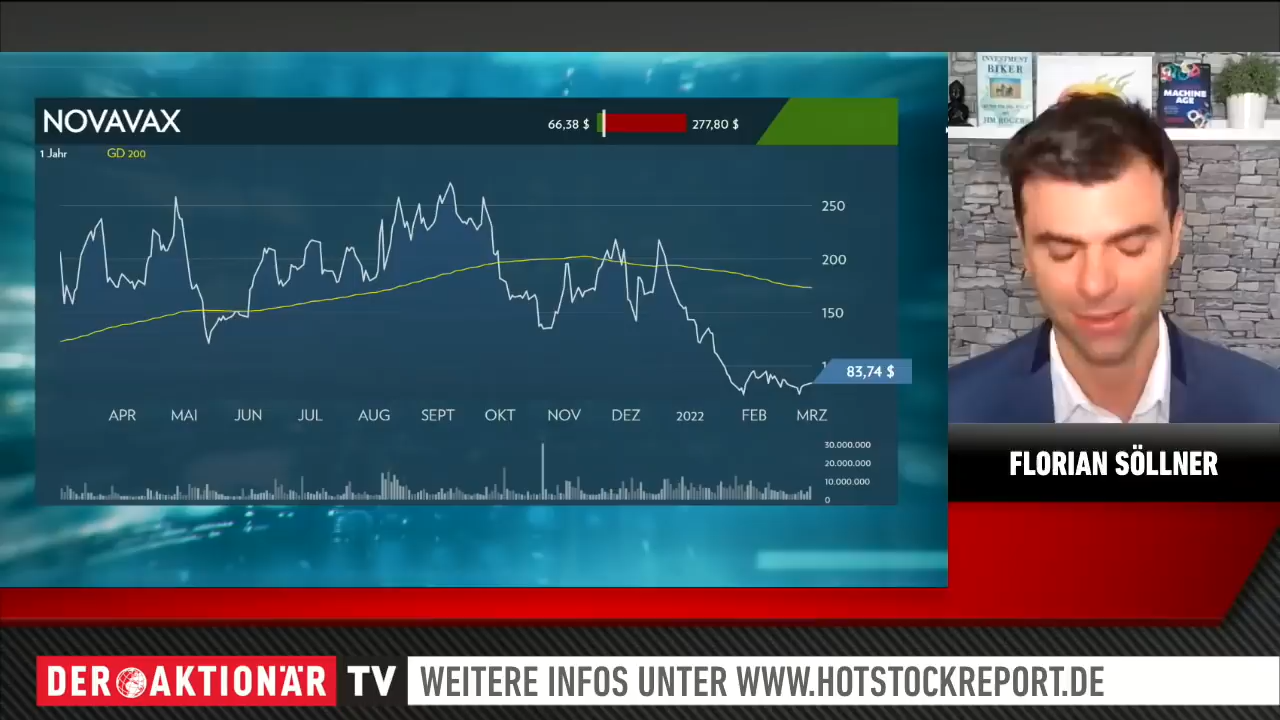 NOVAVAX
66,38 $
277,80 $
1 Jahr
GD 200
250
200
150
83,74 $
APR MAI JUN JUL AUG SEPT OKT NOV DEZ 2022 FEB MRZ
30.000.000
20.000.000
10.000.000
0
INVESTMENT
BIKER
JIM ROGERS
MACHINE
AGE
FLORIAN SÖLLNER
DER AKTIONÄR TV
WEITERE INFOS UNTER WWW.HOTSTOCKREPORT.DE